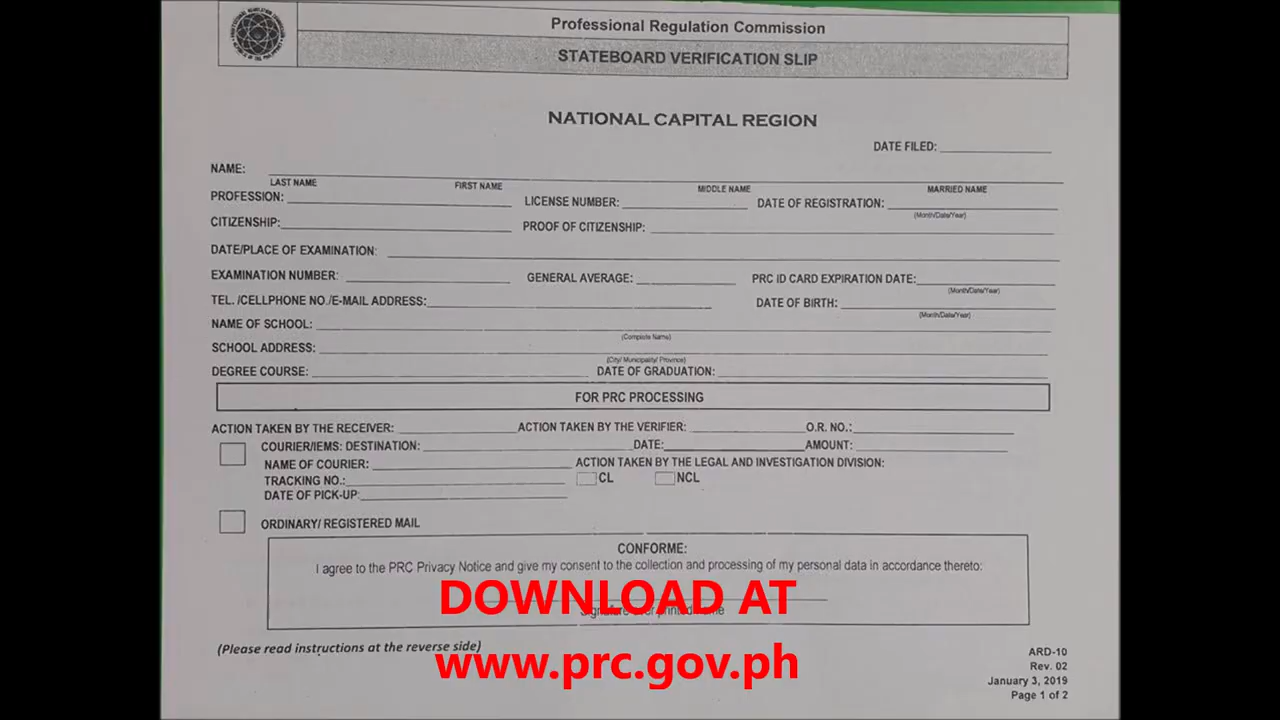 Professional Regulation Commission
STATEBOARD VERIFICATION SLIP
NATIONAL CAPITAL REGION
DATE FILED:
NAME:
LAST NAME FIRST NAME MIDDLE NAME MARRIED NAME
PROFESSION: LICENSE NUMBER: DATE OF REGISTRATION:
(Month/Date/Year)
CITIZENSHIP: PROOF OF CITIZENSHIP:
DATE/PLACE OF EXAMINATION:
EXAMINATION NUMBER: GENERAL AVERAGE: PRC ID CARD EXPIRATION DATE:
(Month/Date/Year)
TEL. /CELLPHONE NO./E-MAIL ADDRESS: DATE OF BIRTH:
(Month/Date/Year)
NAME OF SCHOOL:
(Complete Name)
SCHOOL ADDRESS:
(City/ Municipality/ Province)
DEGREE COURSE: DATE OF GRADUATION:
FOR PRC PROCESSING
ACTION TAKEN BY THE RECEIVER: ACTION TAKEN BY THE VERIFIER: O.R. NO.:
COURIER/IEMS: DESTINATION: DATE: AMOUNT:
NAME OF COURIER: ACTION TAKEN BY THE LEGAL AND INVESTIGATION DIVISION:
TRACKING NO.: CL NCL
DATE OF PICK-UP:
ORDINARY/ REGISTERED MAIL
CONFORME:
I agree to the PRC Privacy Notice and give my consent to the collection and processing of my personal data in accordance thereto:
DOWNLOAD AT
Signature over printed name
(Please read instructions at the reverse side)
www.prc.gov.ph
ARD-10
Rev. 02
January 3, 2019
Page 1 of 2